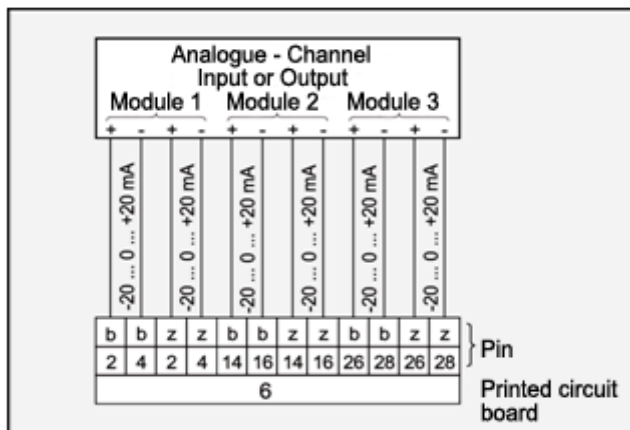 Analogue - Channel
Input or Output
Module 1 Module 2 Module 3
+ - + - + - + - + - + -
-20 ... 0 ... +20 mA -20 ... 0 ... +20 mA -20 ... 0 ... +20 mA -20 ... 0 ... +20 mA -20 ... 0 ... +20 mA -20 ... 0 ... +20 mA
b b z z b b z z b b z z
Pin
2 4 2 4 14 16 14 16 26 28 26 28
6
Printed circuit
board